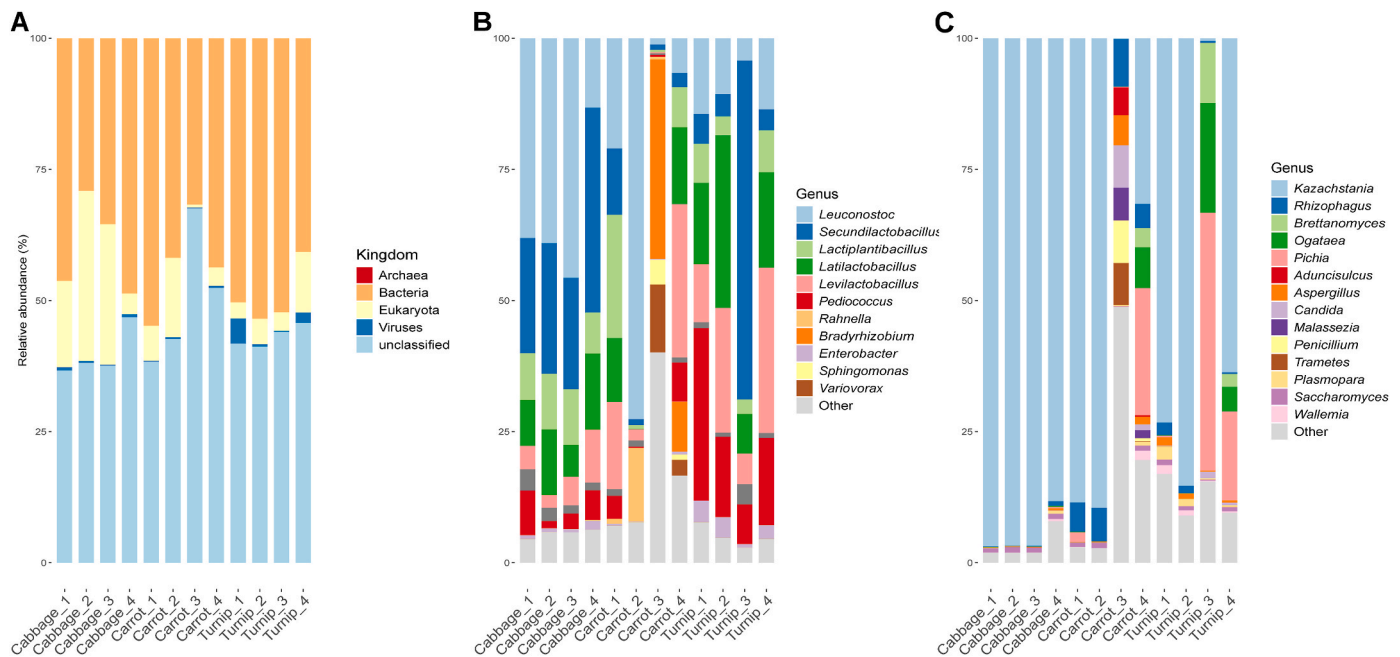 A
Relative abundance (%)
100
75
50
25
0
Cabbage_1
Cabbage_2
Cabbage_3
Cabbage_4
Carrot_1
Carrot_2
Carrot_3
Carrot_4
Turnip_1
Turnip_2
Turnip_3
Turnip_4
Kingdom
Archaea
Bacteria
Eukaryota
Viruses
unclassified
B
100
75
50
25
0
Cabbage_1
Cabbage_2
Cabbage_3
Cabbage_4
Carrot_1
Carrot_2
Carrot_3
Carrot_4
Turnip_1
Turnip_2
Turnip_3
Turnip_4
Genus
Leuconostoc
Secundilactobacillus
Lactiplantibacillus
Latilactobacillus
Levilactobacillus
Pediococcus
Rahnella
Bradyrhizobium
Enterobacter
Sphingomonas
Variovorax
Other
C
100
75
50
25
0
Cabbage_1
Cabbage_2
Cabbage_3
Cabbage_4
Carrot_1
Carrot_2
Carrot_3
Carrot_4
Turnip_1
Turnip_2
Turnip_3
Turnip_4
Genus
Kazachstania
Rhizophagus
Brettanomyces
Ogataea
Pichia
Aduncisulcus
Aspergillus
Candida
Malassezia
Penicillium
Trametes
Plasmopara
Saccharomyces
Wallemia
Other